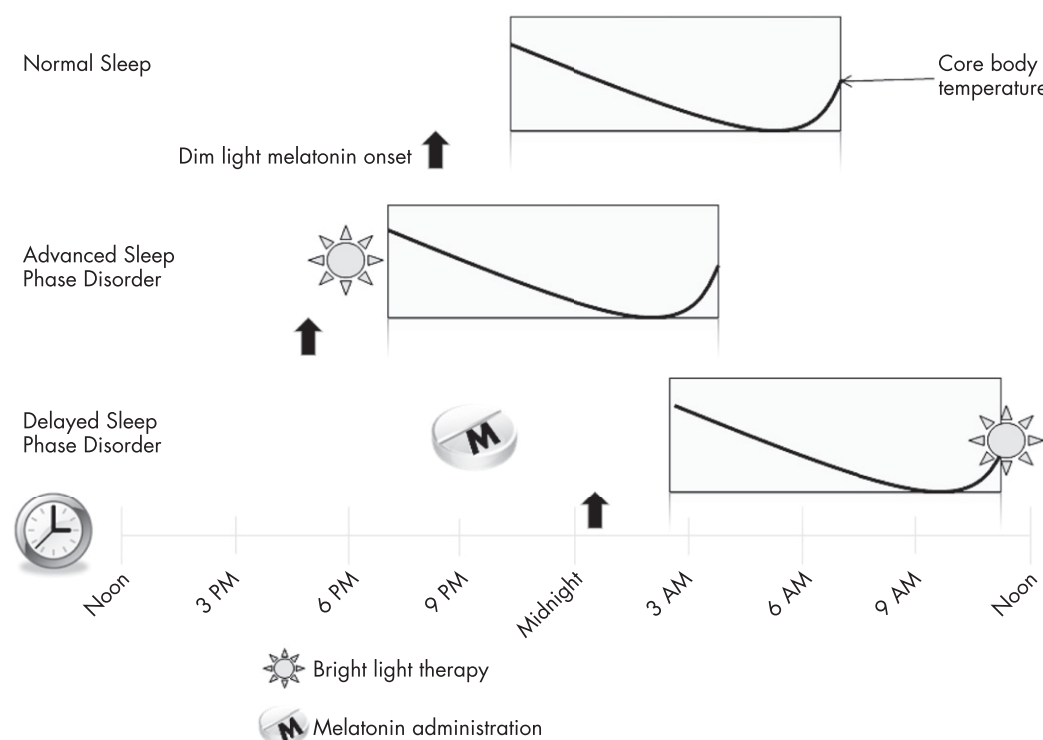 Normal Sleep
Core body
temperature
Dim light melatonin onset
Advanced Sleep
Phase Disorder
Delayed Sleep
Phase Disorder
M
Noon
3 PM
6 PM
9 PM
Midnight
3 AM
6 AM
9 AM
Noon
Bright light therapy
M
Melatonin administration